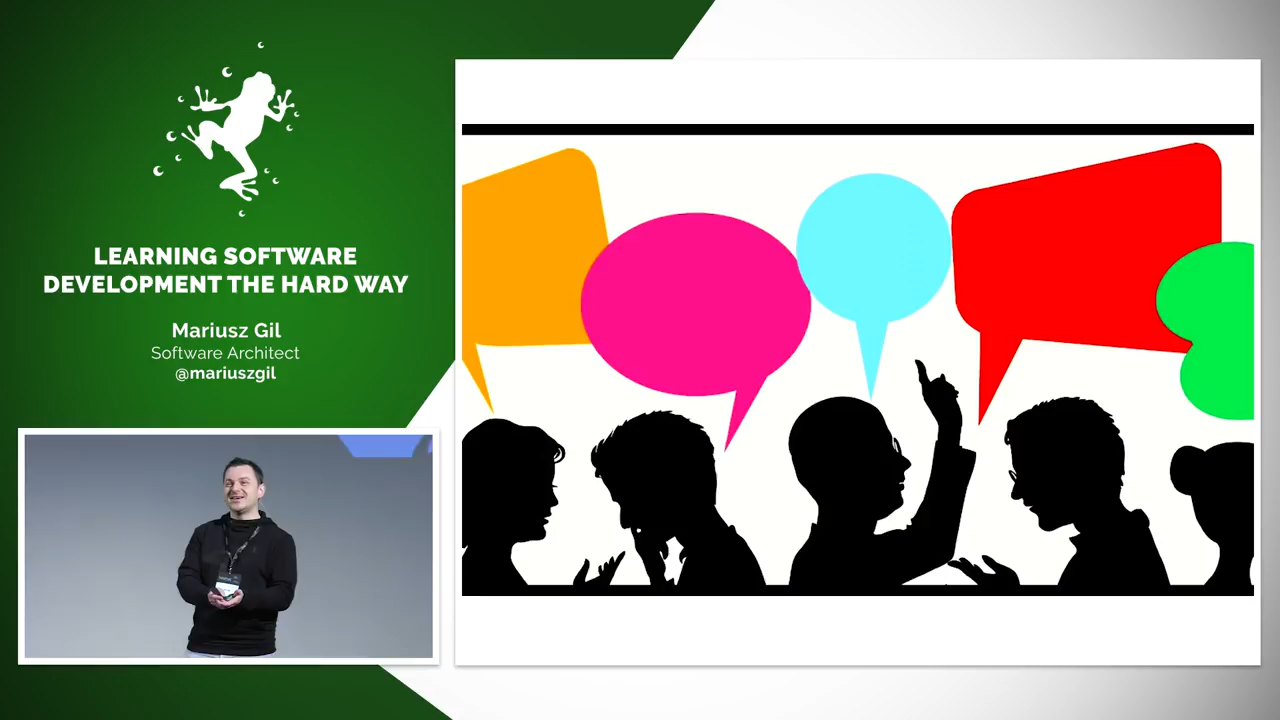 LEARNING SOFTWARE
DEVELOPMENT THE HARD WAY
Mariusz Gil
Software Architect
@mariuszgil